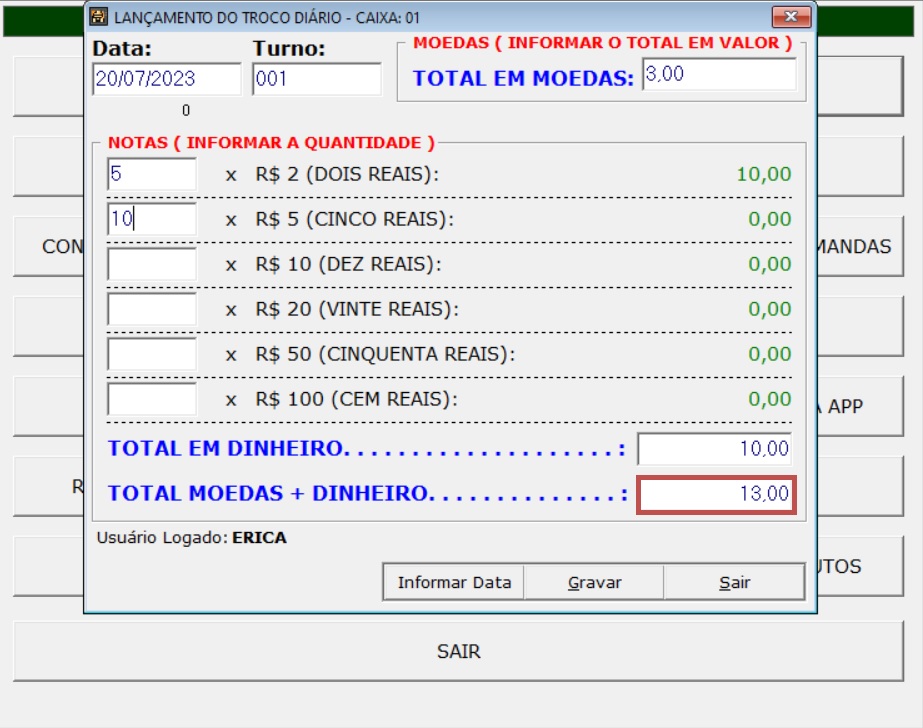 LANÇAMENTO DO TROCO DIÁRIO - CAIXA: 01
Data: Turno:
20/07/2023 001
0
MOEDAS ( INFORMAR O TOTAL EM VALOR )
TOTAL EM MOEDAS: 3,00
NOTAS ( INFORMAR A QUANTIDADE )
5 x R$ 2 (DOIS REAIS): 10,00
10 x R$ 5 (CINCO REAIS): 0,00
x R$ 10 (DEZ REAIS): 0,00
x R$ 20 (VINTE REAIS): 0,00
x R$ 50 (CINQUENTA REAIS): 0,00
x R$ 100 (CEM REAIS): 0,00
TOTAL EM DINHEIRO. . . . . . . . . . . . . . . . . . . . . : 10,00
TOTAL MOEDAS + DINHEIRO. . . . . . . . . . . . . . . : 13,00
Usuário Logado: ERICA
Informar Data Gravar Sair
CON
MANDAS
APP
R
UTOS
SAIR